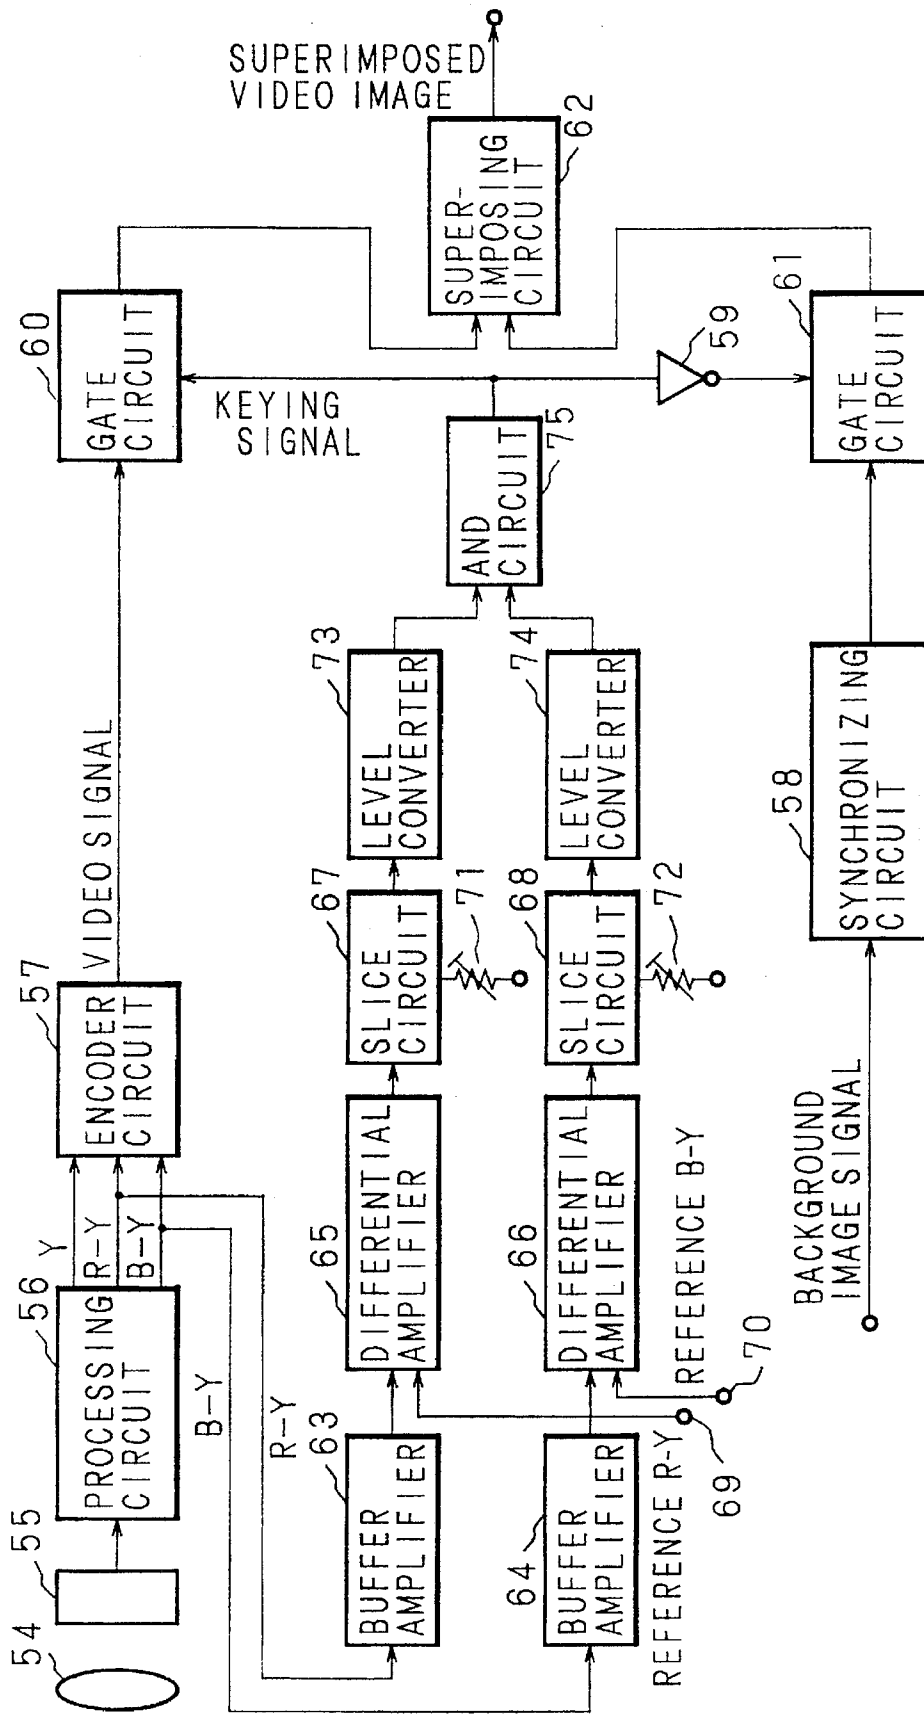 54
55
PROCESSING
CIRCUIT
56
Y
R-Y
B-Y
ENCODER
CIRCUIT
57
VIDEO SIGNAL
GATE
CIRCUIT
60
SUPERIMPOSED
VIDEO IMAGE
B-Y
R-Y
KEYING
SIGNAL
BUFFER
AMPLIFIER
63
DIFFERENTIAL
AMPLIFIER
65
SLICE
CIRCUIT
67
71
LEVEL
CONVERTER
73
AND
CIRCUIT
75
SUPER-
IMPOSING
CIRCUIT
62
BUFFER
AMPLIFIER
64
DIFFERENTIAL
AMPLIFIER
66
SLICE
CIRCUIT
68
72
LEVEL
CONVERTER
74
59
REFERENCE R-Y
69
REFERENCE B-Y
70
BACKGROUND
IMAGE SIGNAL
SYNCHRONIZING
CIRCUIT
58
GATE
CIRCUIT
61